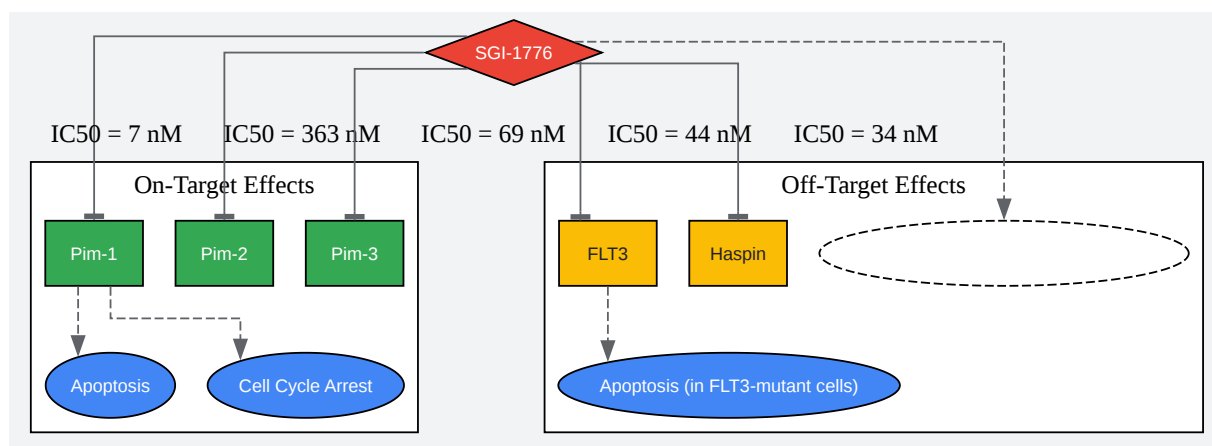 SGI-1776
IC50 = 7 nM
IC50 = 363 nM
IC50 = 69 nM
IC50 = 44 nM
IC50 = 34 nM
On-Target Effects
Off-Target Effects
Pim-1
Pim-2
Pim-3
FLT3
Haspin
Apoptosis
Cell Cycle Arrest
Apoptosis (in FLT3-mutant cells)